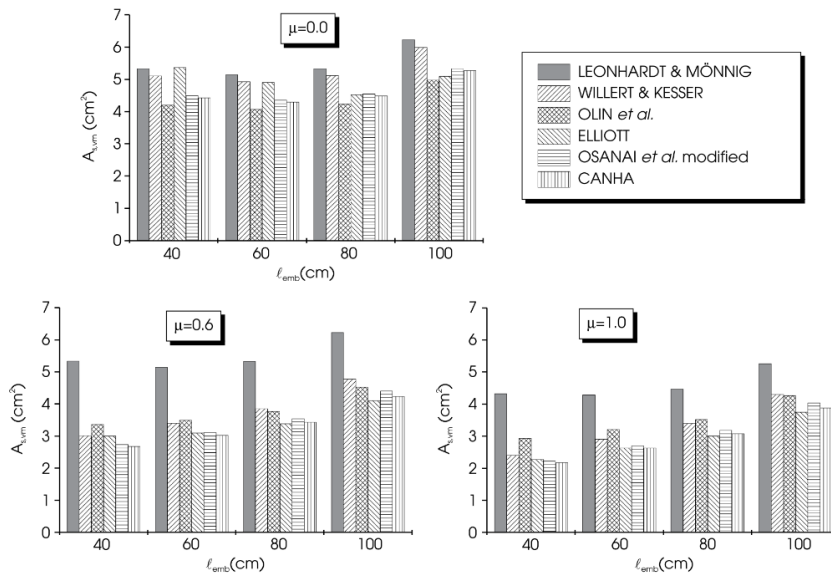 μ=0.0
7
6
5
4
3
2
1
0
A_s,vm (cm²)
40 60 80 100
ℓ_emb(cm)
LEONHARDT & MÖNNIG
WILLERT & KESSER
OLIN et al.
ELLIOTT
OSANAI et al. modified
CANHA
μ=0.6
7
6
5
4
3
2
1
0
A_s,vm (cm²)
40 60 80 100
ℓ_emb(cm)
μ=1.0
7
6
5
4
3
2
1
0
A_s,vm (cm²)
40 60 80 100
ℓ_emb(cm)